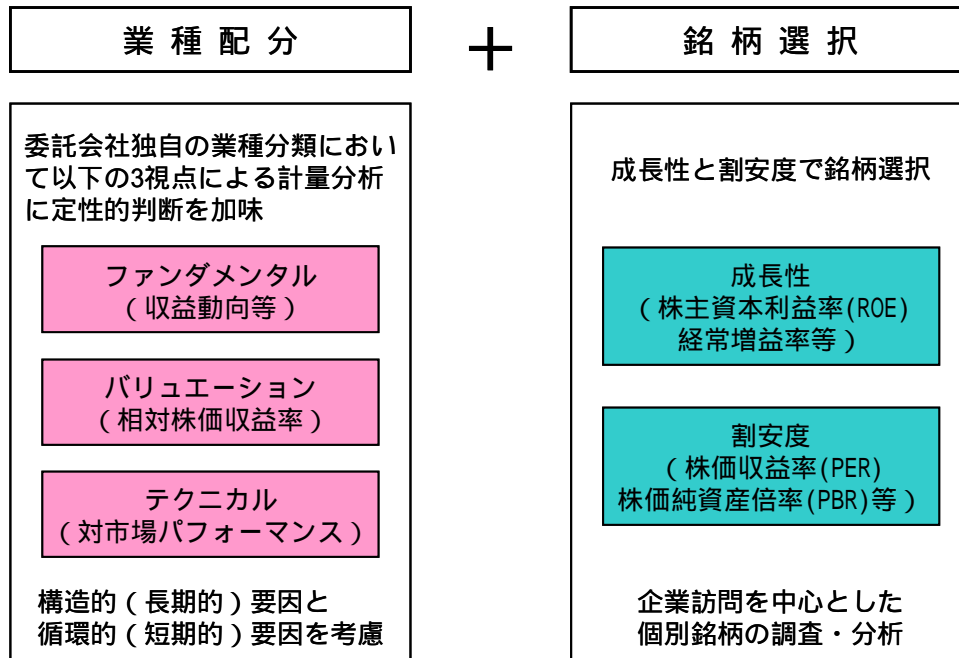 業種配分
＋
銘柄選択
委託会社独自の業種分類におい
て以下の3視点による計量分析
に定性的判断を加味
ファンダメンタル
（収益動向等）
バリュエーション
（相対株価収益率）
テクニカル
（対市場パフォーマンス）
構造的（長期的）要因と
循環的（短期的）要因を考慮
成長性と割安度で銘柄選択
成長性
（株主資本利益率(ROE)
経常増益率等）
割安度
（株価収益率(PER)
株価純資産倍率(PBR)等）
企業訪問を中心とした
個別銘柄の調査・分析